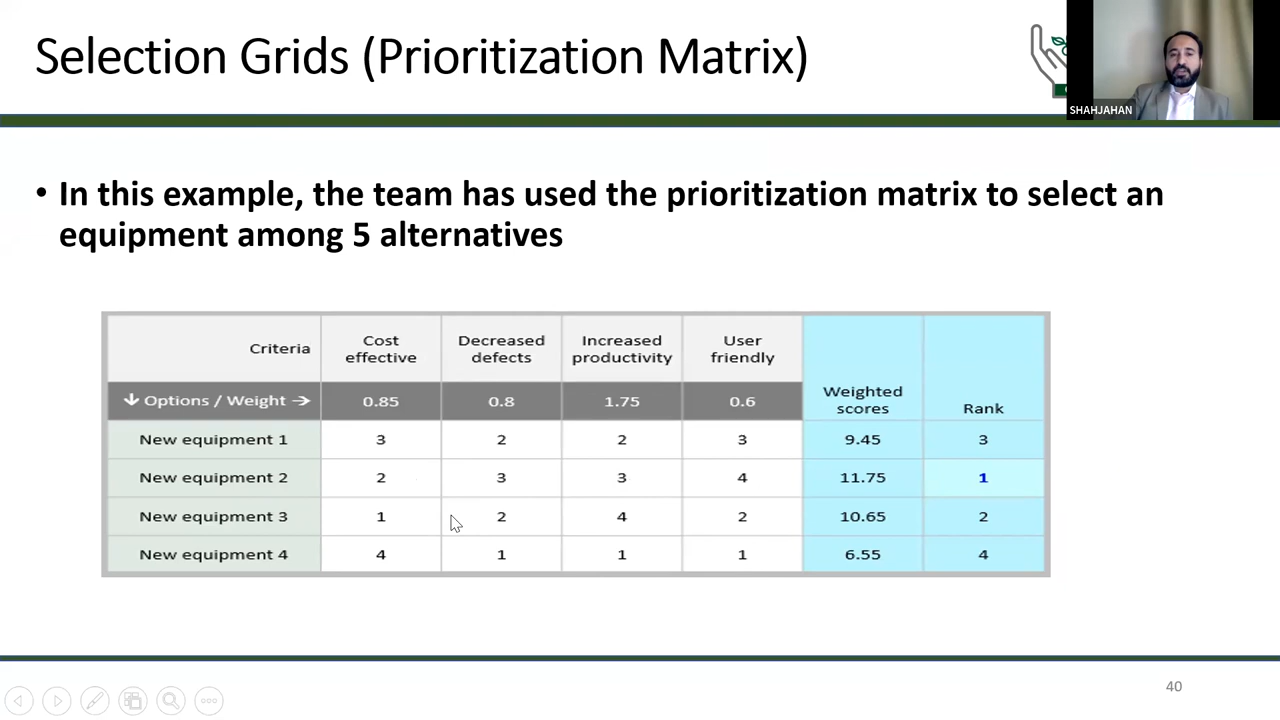 Selection Grids (Prioritization Matrix)
SHAHJAHAN
• In this example, the team has used the prioritization matrix to select an
equipment among 5 alternatives
Criteria
Cost
effective
Decreased
defects
Increased
productivity
User
friendly
Weighted
scores
Rank
↓ Options / Weight → 0.85 0.8 1.75 0.6
New equipment 1 3 2 2 3 9.45 3
New equipment 2 2 3 3 4 11.75 1
New equipment 3 1 2 4 2 10.65 2
New equipment 4 4 1 1 1 6.55 4
40